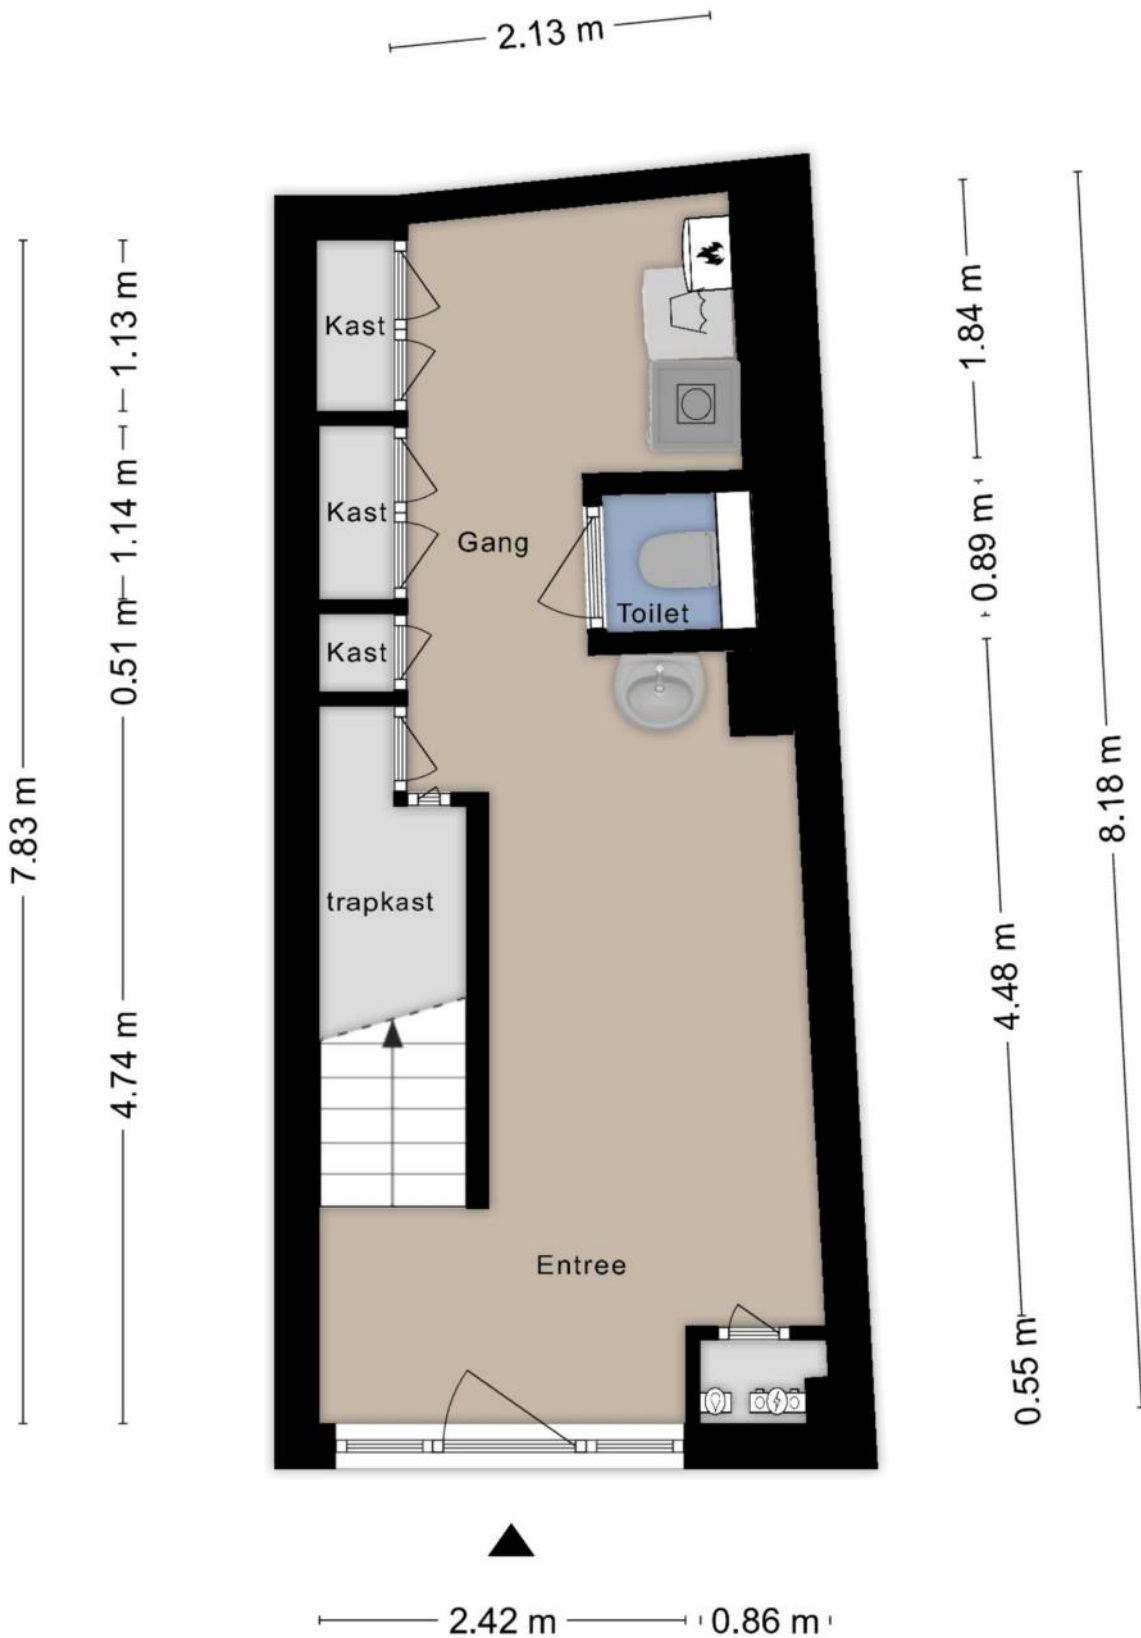 2.13 m
Kast
1.13 m
1.84 m
Kast
1.14 m
Gang
0.89 m
Toilet
Kast
0.51 m
7.83 m
8.18 m
trapkast
4.48 m
4.74 m
Entree
0.55 m
2.42 m
0.86 m